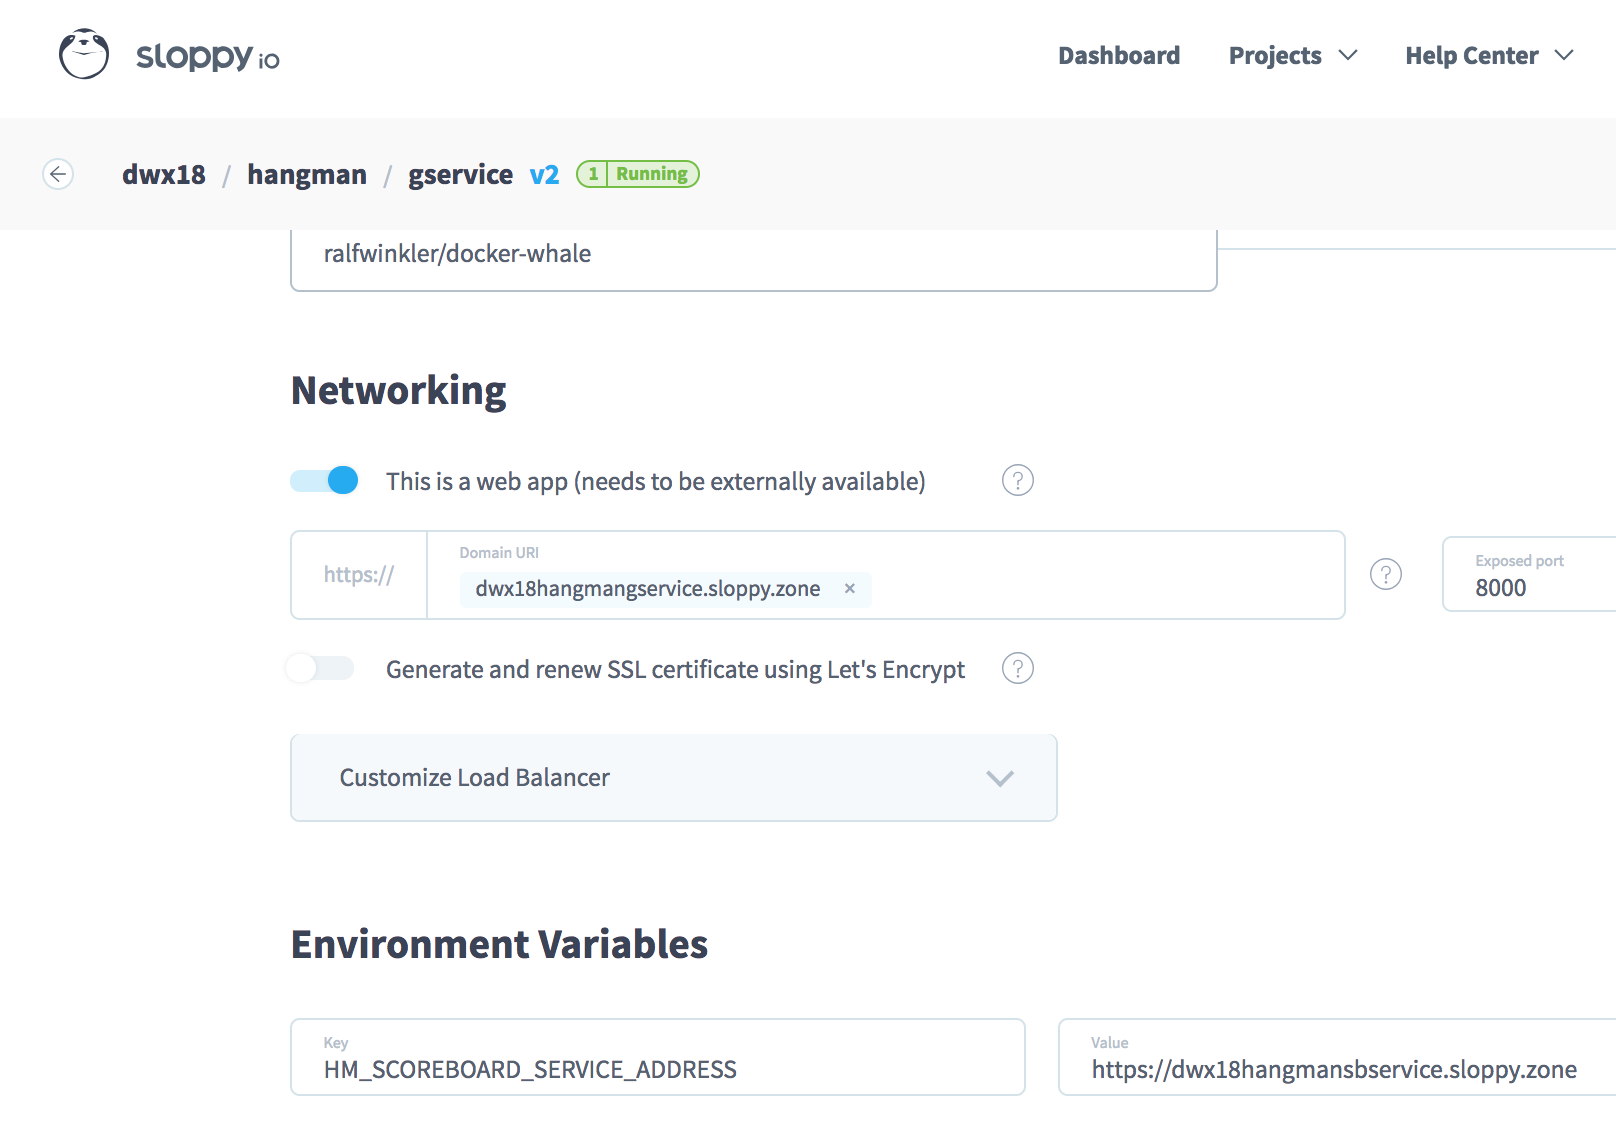 sloppy io
Dashboard Projects Help Center
dwx18 / hangman / gservice v2 1 Running
ralfwinkler/docker-whale
Networking
This is a web app (needs to be externally available) ?
https://
Domain URI
dwx18hangmangservice.sloppy.zone ×
?
Exposed port
8000
Generate and renew SSL certificate using Let's Encrypt ?
Customize Load Balancer
Environment Variables
Key
HM_SCOREBOARD_SERVICE_ADDRESS
Value
https://dwx18hangmansbservice.sloppy.zone